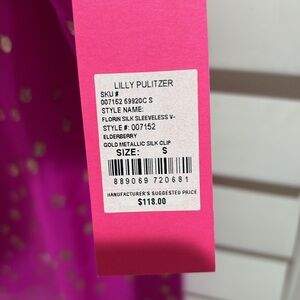 LILLY PULITZER
SKU #
007152 69920C S
STYLE NAME:
FLORIN SILK SLEEVELESS V-
STYLE #: 007152
ELDERBERRY
GOLD METALLIC SILK CLIP
SIZE: S
889069 720681
MANUFACTURER'S SUGGESTED PRICE
$118.00